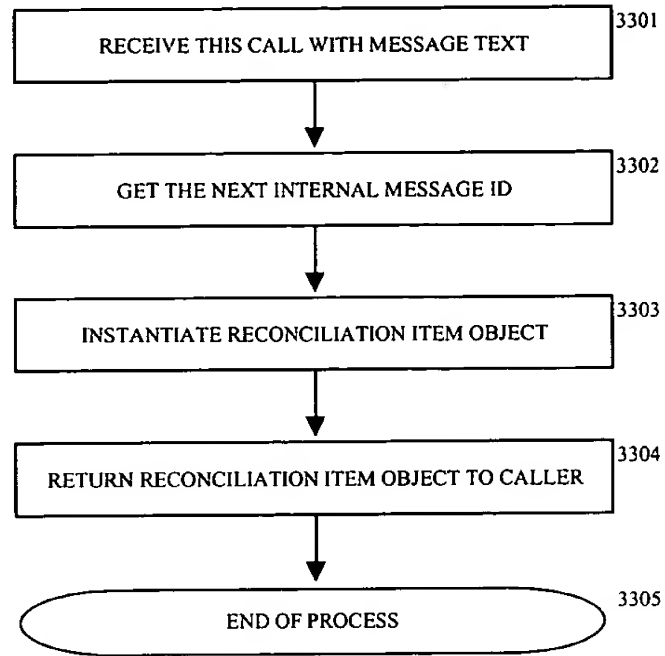 3301
RECEIVE THIS CALL WITH MESSAGE TEXT
3302
GET THE NEXT INTERNAL MESSAGE ID
3303
INSTANTIATE RECONCILIATION ITEM OBJECT
3304
RETURN RECONCILIATION ITEM OBJECT TO CALLER
3305
END OF PROCESS